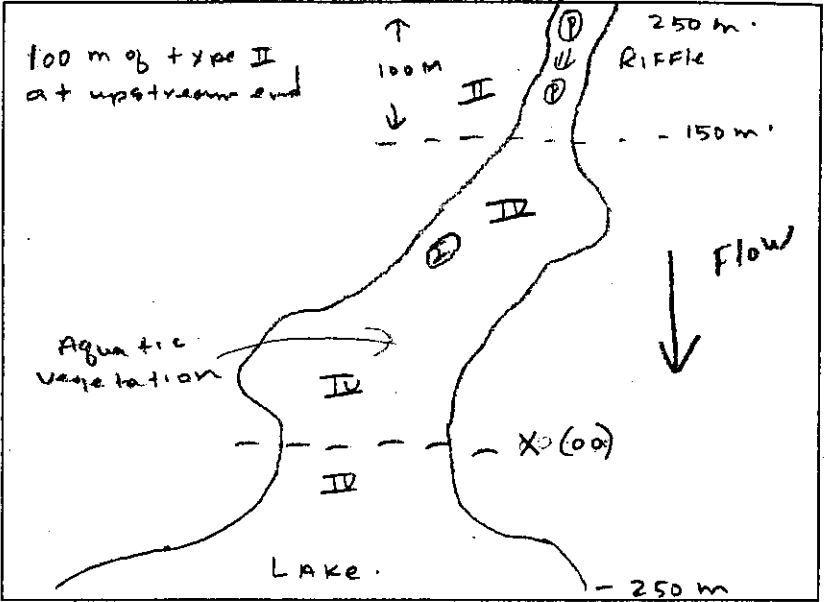 250 m.
100 m of type II
at upstream end
100 M
RIFFLE
P
II
P
150 m.
IV
Flow
Aquatic
vegetation
IV
X (00)
IV
LAKE.
- 250 m